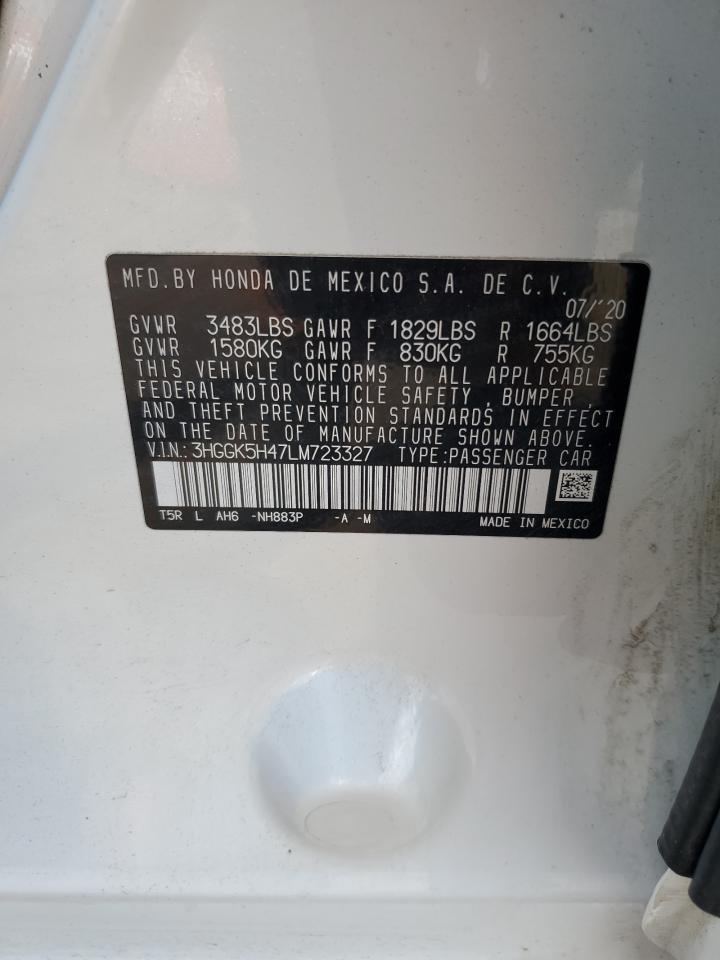 MFD.BY HONDA DE MEXICO S.A. DE C.V.
07/'20
GVWR 3483LBS GAWR F 1829LBS R 1664LBS
GVWR 1580KG GAWR F 830KG R 755KG
THIS VEHICLE CONFORMS TO ALL APPLICABLE
FEDERAL MOTOR VEHICLE SAFETY , BUMPER ,
AND THEFT PREVENTION STANDARDS IN EFFECT
ON THE DATE OF MANUFACTURE SHOWN ABOVE.
V.I.N.: 3HGGK5H47LM723327 TYPE:PASSENGER CAR
T5R L AH6 -NH883P -A -M MADE IN MEXICO